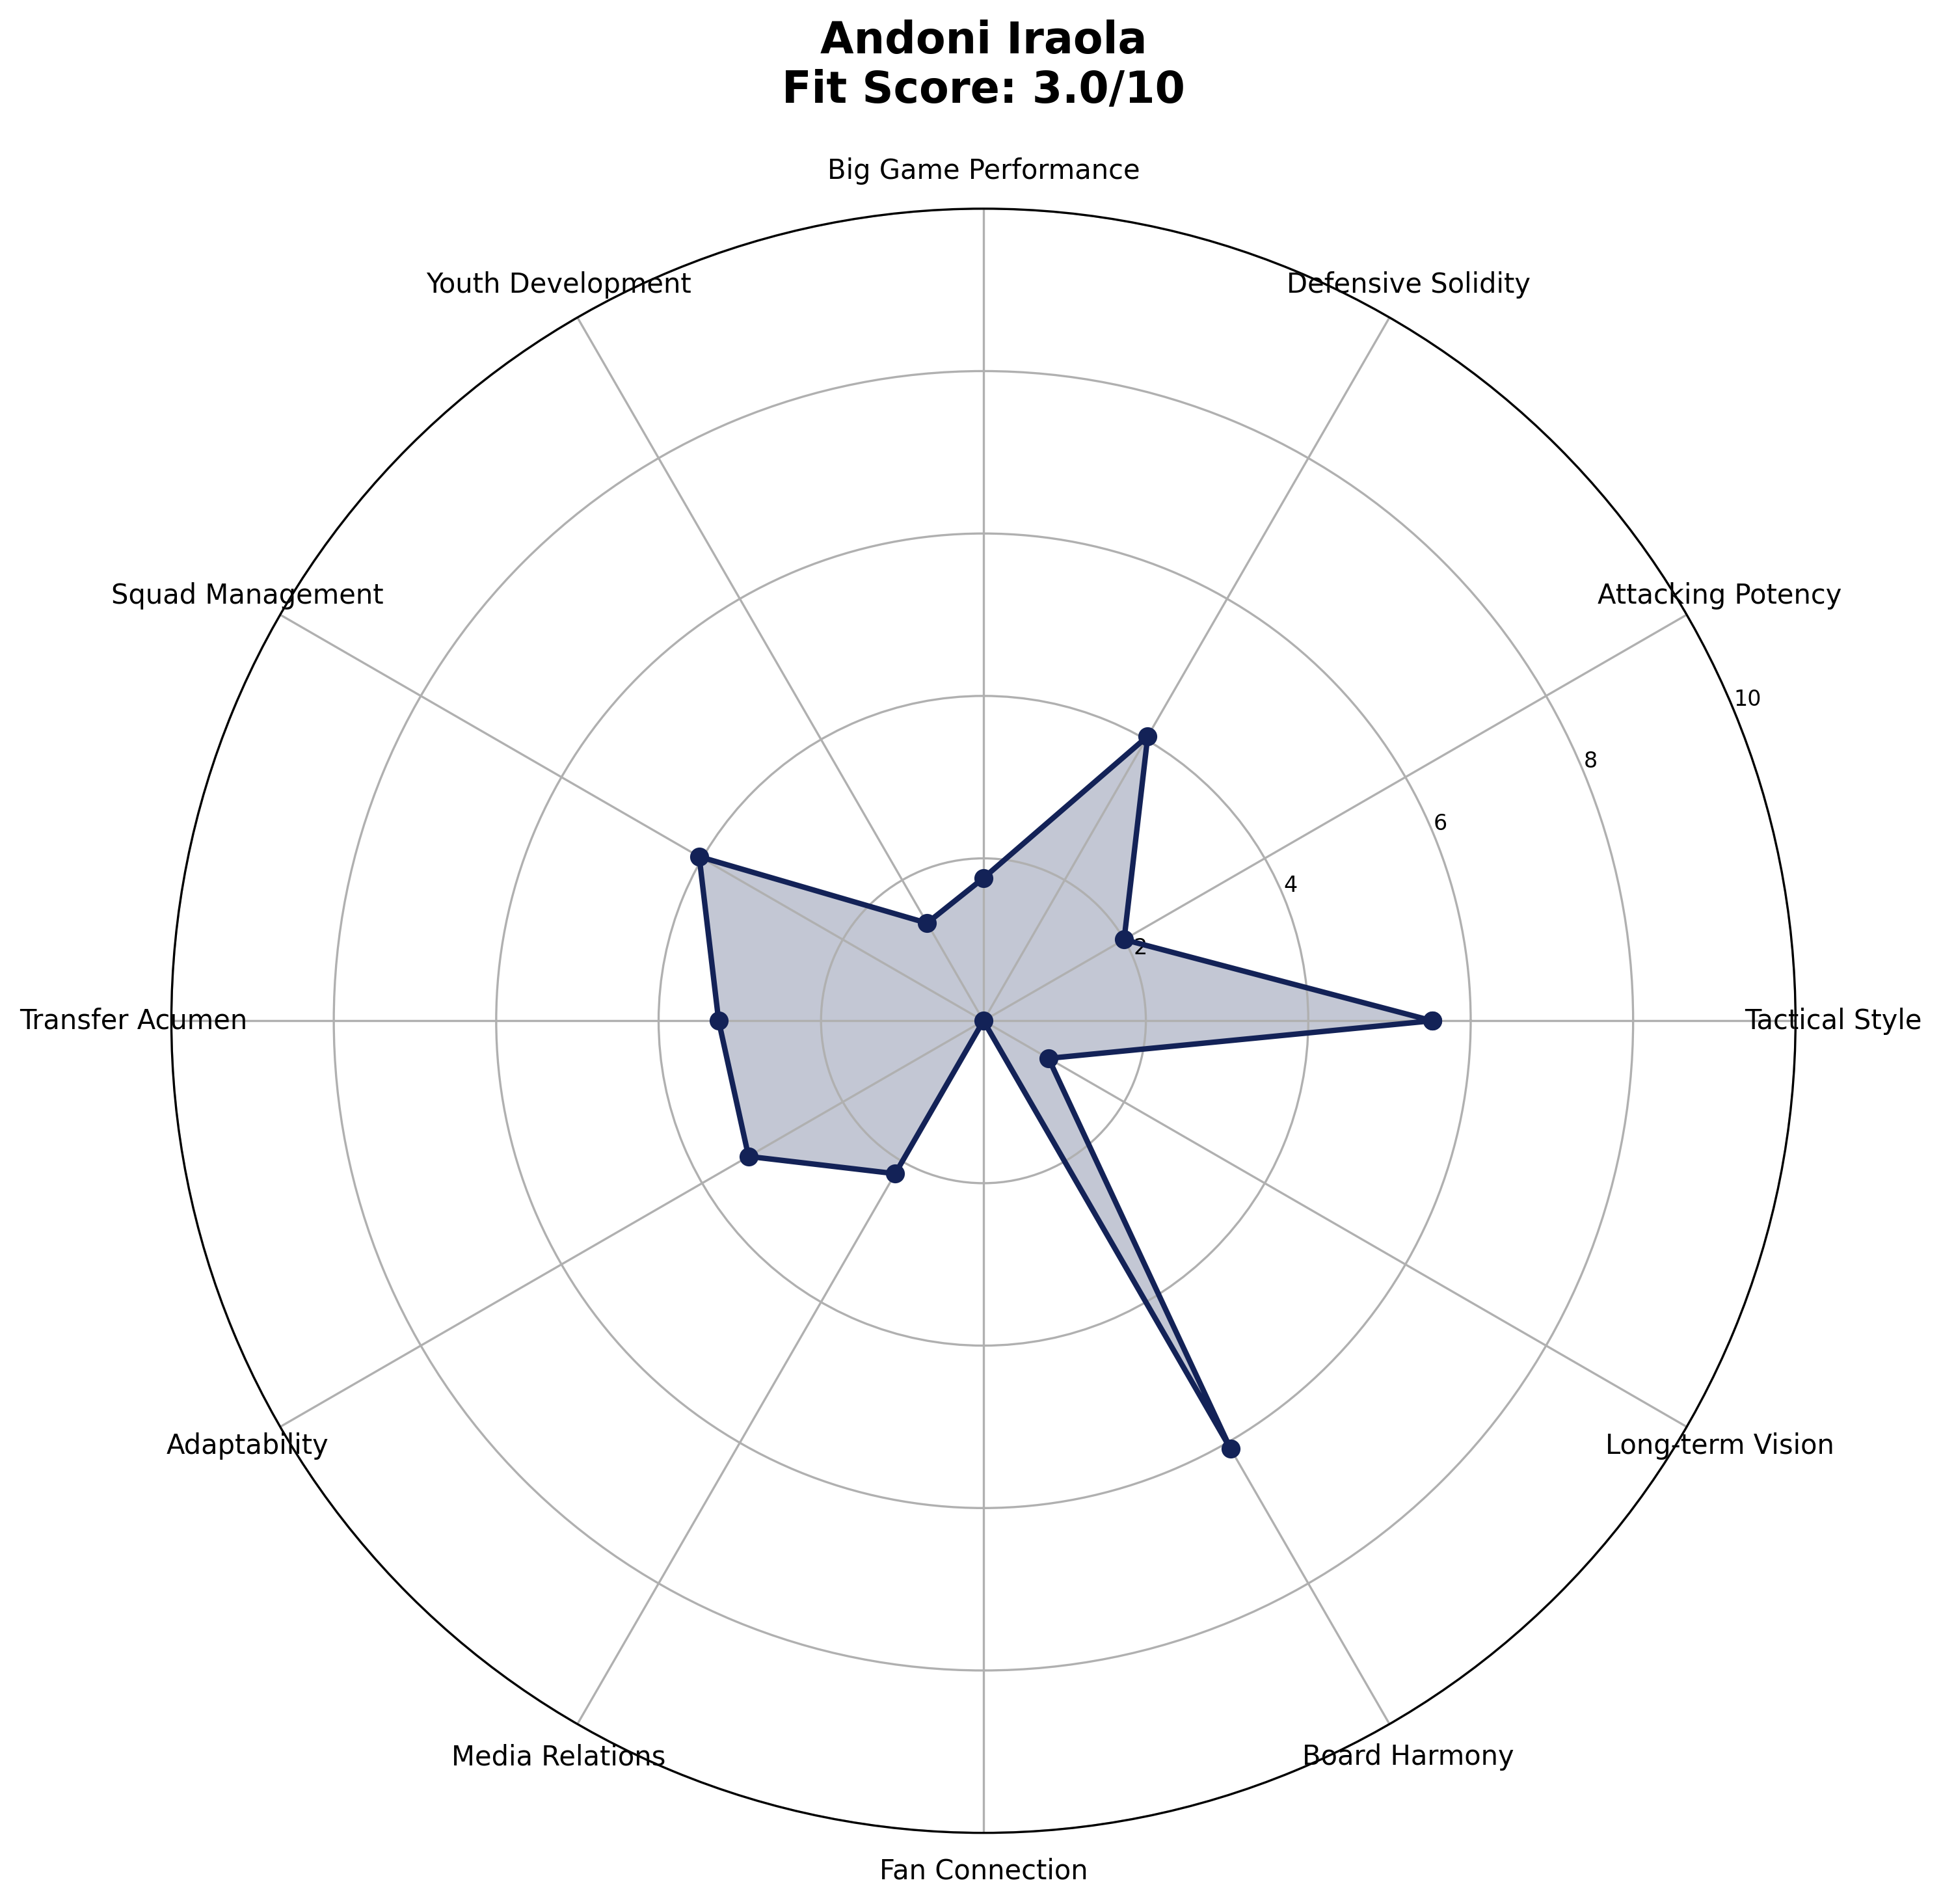 Andoni Iraola
Fit Score: 3.0/10
Big Game Performance
Youth Development
Defensive Solidity
Squad Management
Attacking Potency
10
8
6
4
2
Transfer Acumen
Tactical Style
Adaptability
Long-term Vision
Media Relations
Board Harmony
Fan Connection